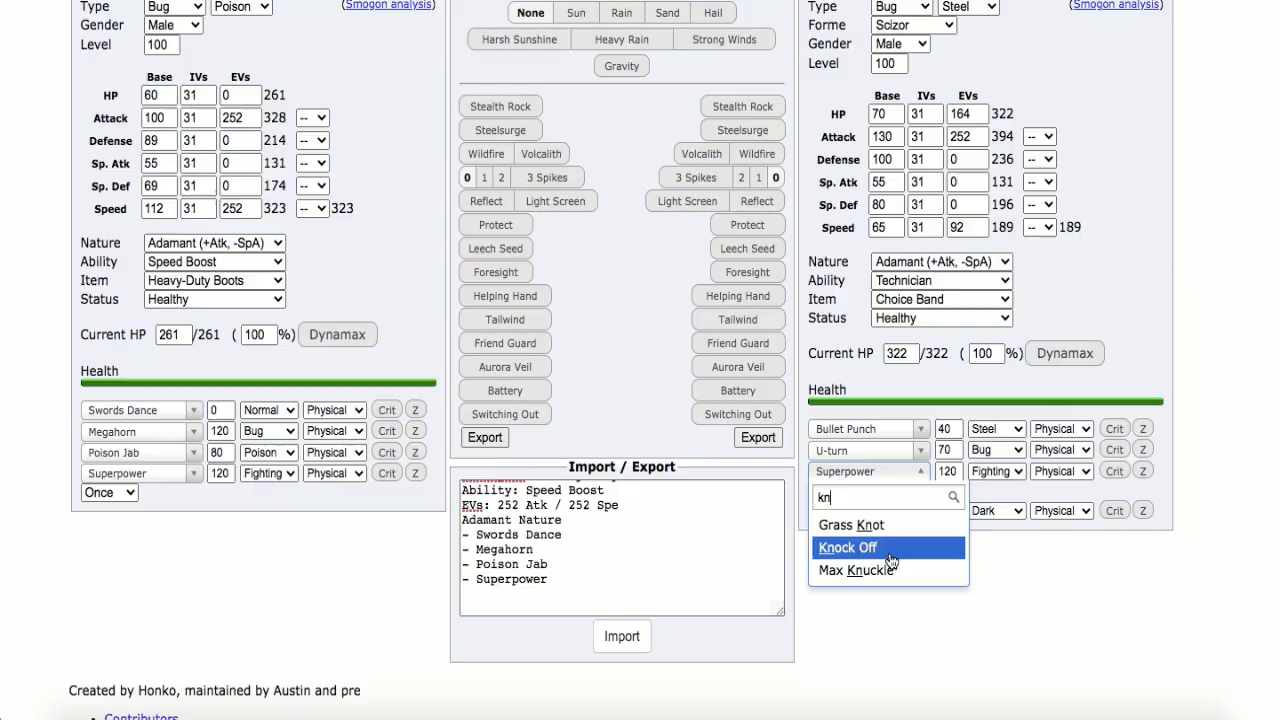 Type Bug Poison (Smogon analysis)
Gender Male
Level 100
Base IVs EVs
HP 60 31 0 261
Attack 100 31 252 328 --
Defense 89 31 0 214 --
Sp. Atk 55 31 0 131 --
Sp. Def 69 31 0 174 --
Speed 112 31 252 323 -- 323
Nature Adamant (+Atk, -SpA)
Ability Speed Boost
Item Heavy-Duty Boots
Status Healthy
Current HP 261 /261 ( 100 %) Dynamax
Health
Swords Dance 0 Normal Physical Crit Z
Megahorn 120 Bug Physical Crit Z
Poison Jab 80 Poison Physical Crit Z
Superpower 120 Fighting Physical Crit Z
Once
None Sun Rain Sand Hail
Harsh Sunshine Heavy Rain Strong Winds
Gravity
Stealth Rock Stealth Rock
Steelsurge Steelsurge
Wildfire Volcalith Volcalith Wildfire
0 1 2 3 Spikes 3 Spikes 2 1 0
Reflect Light Screen Light Screen Reflect
Protect Protect
Leech Seed Leech Seed
Foresight Foresight
Helping Hand Helping Hand
Tailwind Tailwind
Friend Guard Friend Guard
Aurora Veil Aurora Veil
Battery Battery
Switching Out Switching Out
Export Export
Import / Export
Ability: Speed Boost
EVs: 252 Atk / 252 Spe
Adamant Nature
- Swords Dance
- Megahorn
- Poison Jab
- Superpower
Import
Type Bug Steel (Smogon analysis)
Forme Scizor
Gender Male
Level 100
Base IVs EVs
HP 70 31 164 322
Attack 130 31 252 394 --
Defense 100 31 0 236 --
Sp. Atk 55 31 0 131 --
Sp. Def 80 31 0 196 --
Speed 65 31 92 189 -- 189
Nature Adamant (+Atk, -SpA)
Ability Technician
Item Choice Band
Status Healthy
Current HP 322 /322 ( 100 %) Dynamax
Health
Bullet Punch 40 Steel Physical Crit Z
U-turn 70 Bug Physical Crit Z
Superpower 120 Fighting Physical Crit Z
kn
Dark Physical Crit Z
Grass Knot
Knock Off
Max Knuckle
Created by Honko, maintained by Austin and pre
• Contributors